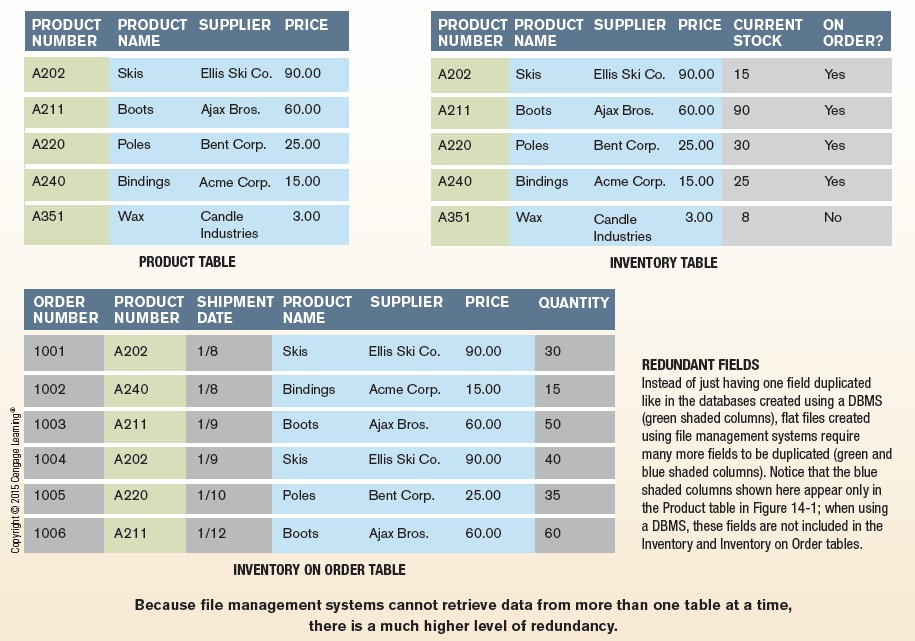 PRODUCT PRODUCT SUPPLIER PRICE
NUMBER NAME
A202 Skis Ellis Ski Co. 90.00
A211 Boots Ajax Bros. 60.00
A220 Poles Bent Corp. 25.00
A240 Bindings Acme Corp. 15.00
A351 Wax Candle 3.00
Industries
PRODUCT TABLE
PRODUCT PRODUCT SUPPLIER PRICE CURRENT ON
NUMBER NAME STOCK ORDER?
A202 Skis Ellis Ski Co. 90.00 15 Yes
A211 Boots Ajax Bros. 60.00 90 Yes
A220 Poles Bent Corp. 25.00 30 Yes
A240 Bindings Acme Corp. 15.00 25 Yes
A351 Wax Candle 3.00 8 No
Industries
INVENTORY TABLE
ORDER PRODUCT SHIPMENT PRODUCT SUPPLIER PRICE QUANTITY
NUMBER NUMBER DATE NAME
1001 A202 1/8 Skis Ellis Ski Co. 90.00 30
1002 A240 1/8 Bindings Acme Corp. 15.00 15
1003 A211 1/9 Boots Ajax Bros. 60.00 50
1004 A202 1/9 Skis Ellis Ski Co. 90.00 40
1005 A220 1/10 Poles Bent Corp. 25.00 35
1006 A211 1/12 Boots Ajax Bros. 60.00 60
INVENTORY ON ORDER TABLE
REDUNDANT FIELDS
Instead of just having one field duplicated
like in the databases created using a DBMS
(green shaded columns), flat files created
using file management systems require
many more fields to be duplicated (green and
blue shaded columns). Notice that the blue
shaded columns shown here appear only in
the Product table in Figure 14-1; when using
a DBMS, these fields are not included in the
Inventory and Inventory on Order tables.
Copyright © 2015 Cengage Learning®
Because file management systems cannot retrieve data from more than one table at a time,
there is a much higher level of redundancy.